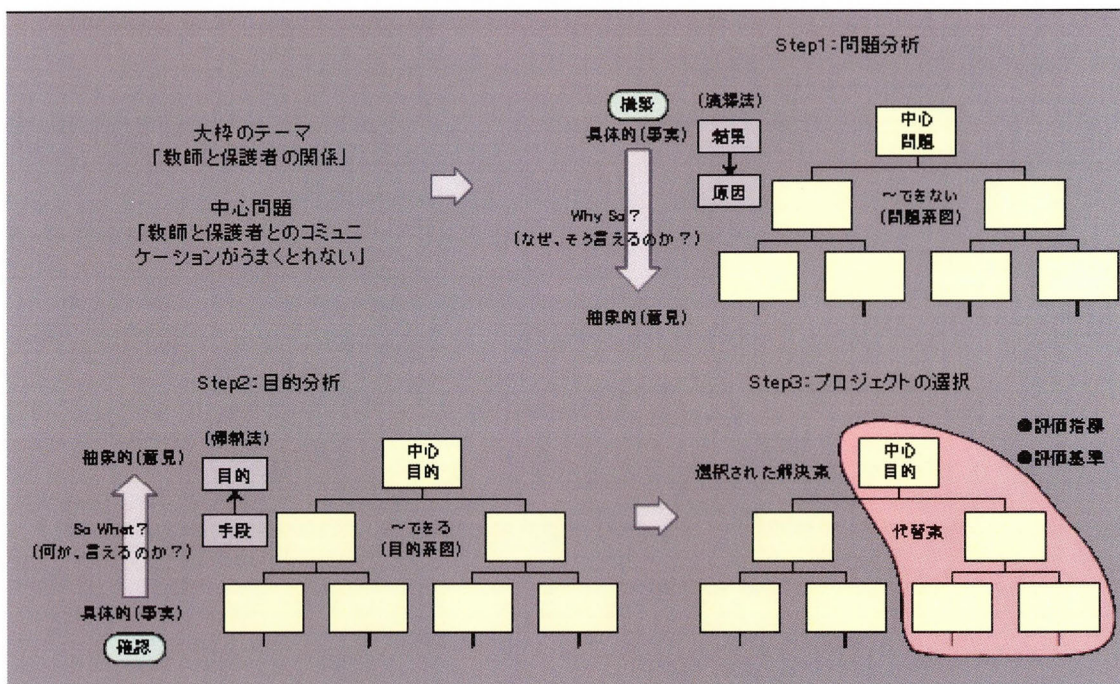 Step1:問題分析
大枠のテーマ
「教師と保護者の関係」
中心問題
「教師と保護者とのコミュニ
ケーションがうまくとれない」
構築
具体的(事実)
Why So?
(なぜ、そう言えるのか?)
抽象的(意見)
(演繹法)
結果
原因
中心
問題
~できない
(問題系図)
Step2:目的分析
抽象的(意見)
So What?
(何が、言えるのか?)
具体的(事実)
確認
(帰納法)
目的
手段
中心
目的
~できる
(目的系図)
Step3:プロジェクトの選択
●評価指標
●評価基準
選択された解決案
中心
目的
代替案